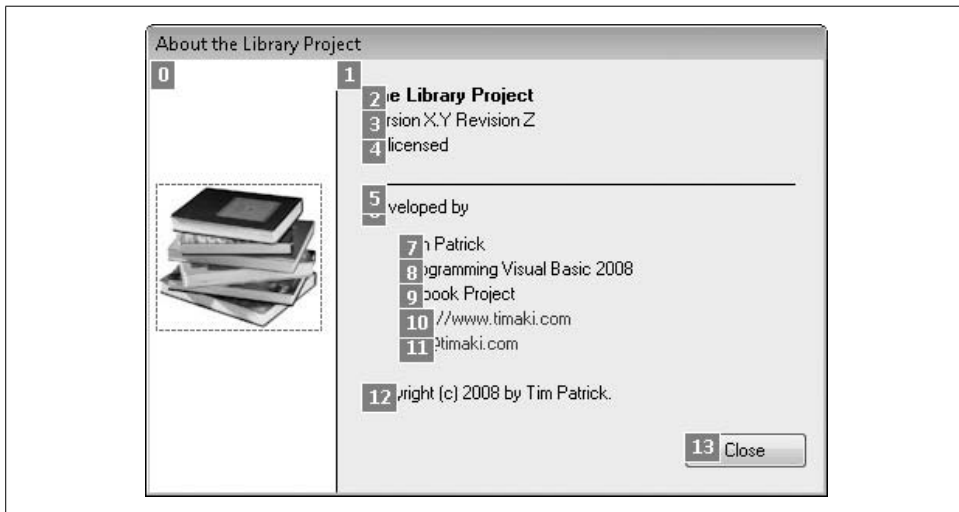 About the Library Project
0
1
2 e Library Project
3 rsion X.Y Revision Z
4 licensed
5
veloped by
7 n Patrick
8 ogramming Visual Basic 2008
9 book Project
10 //www.timaki.com
11 @timaki.com
12 yright (c) 2008 by Tim Patrick.
13 Close